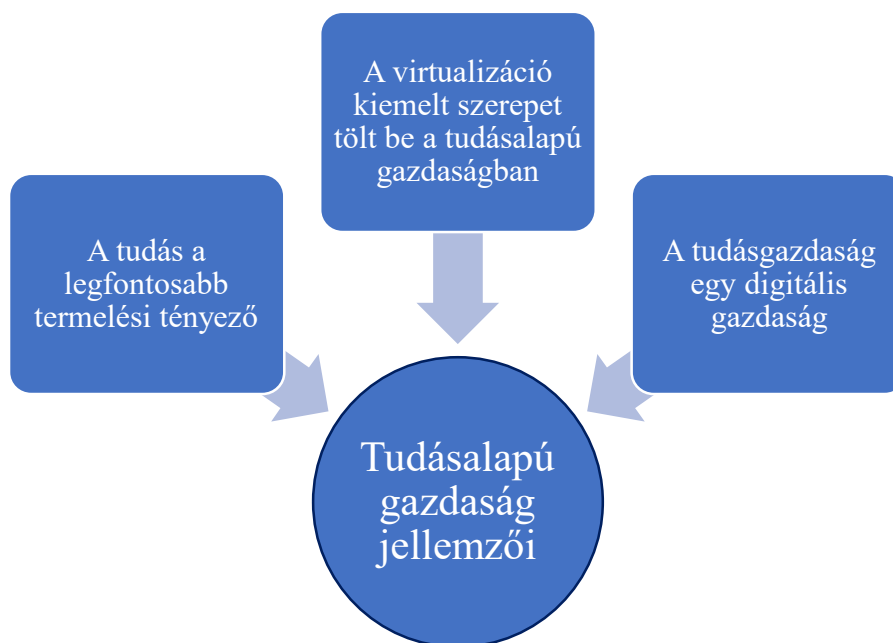 A virtualizáció
kiemelt szerepet
tölt be a tudásalapú
gazdaságban
A tudás a
legfontosabb
termelési tényező
A tudásgazdaság
egy digitális
gazdaság
Tudásalapú
gazdaság
jellemzői